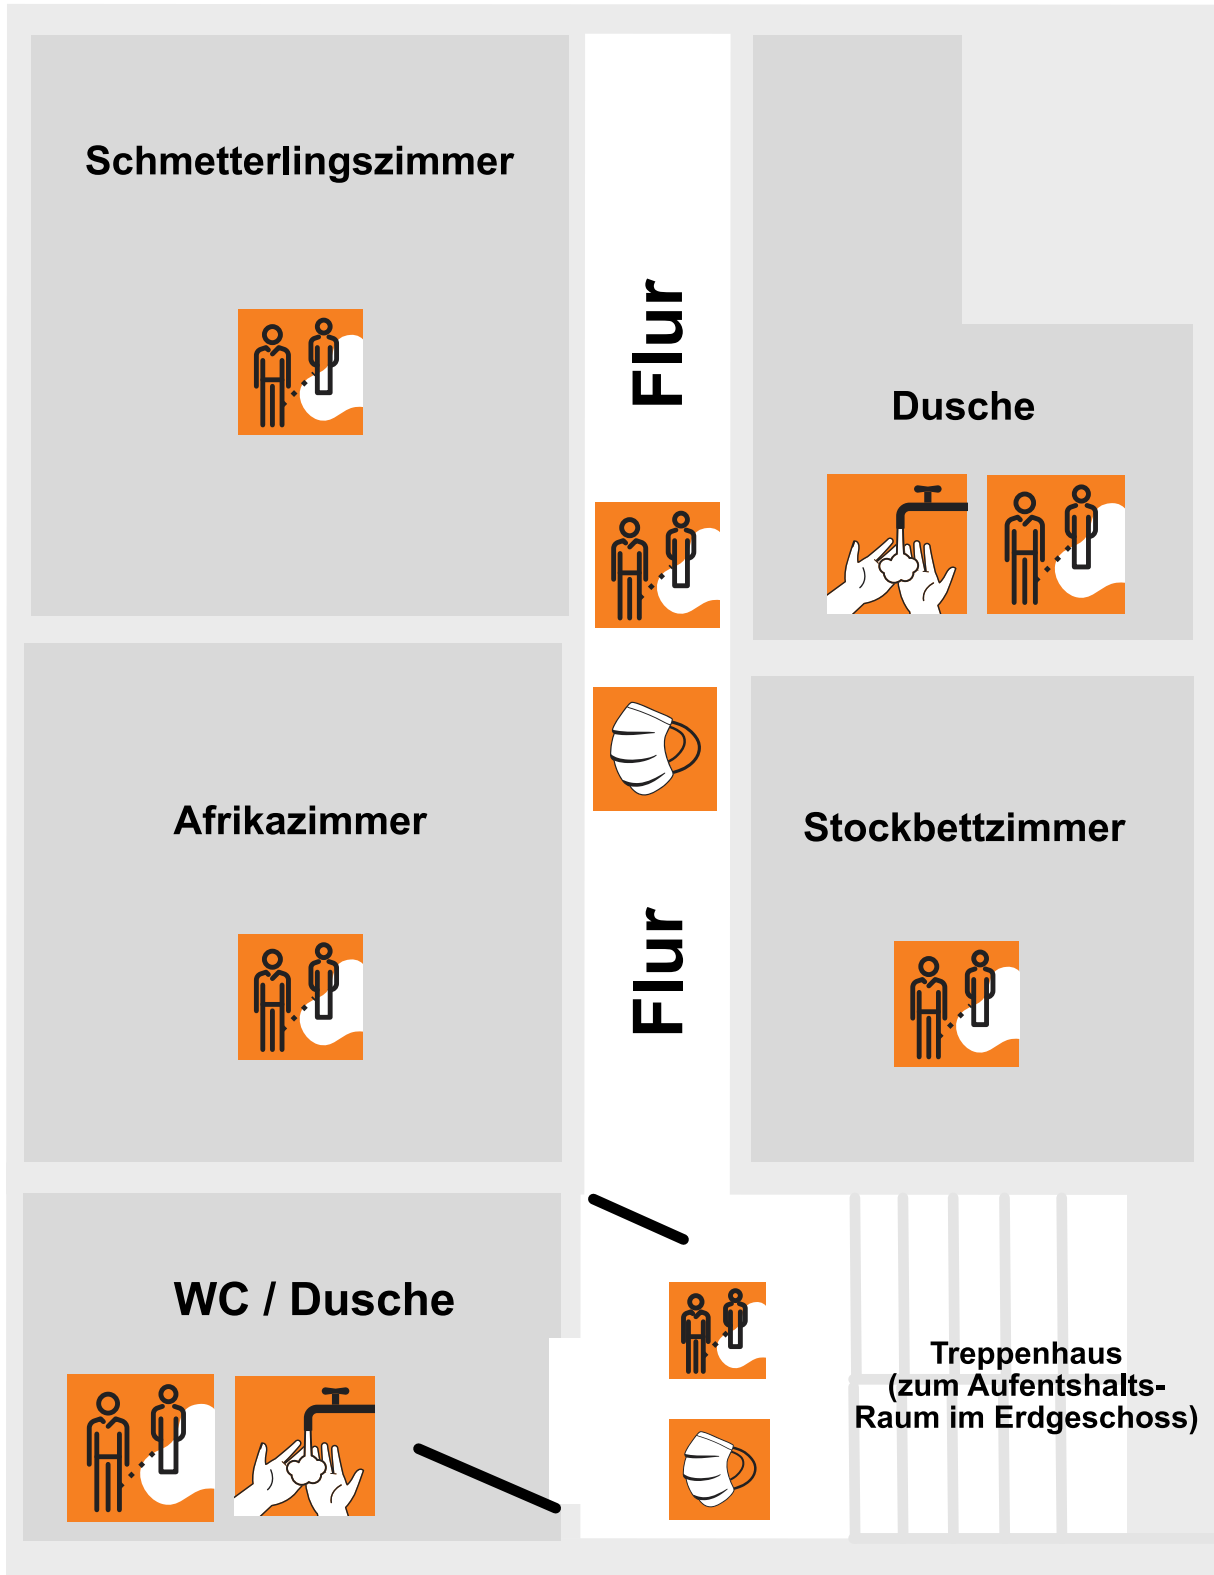 Schmetterlingszimmer
Flur
Dusche
Afrikazimmer
Stockbettzimmer
Flur
WC / Dusche
Treppenhaus
(zum Aufentshalts-
Raum im Erdgeschoss)